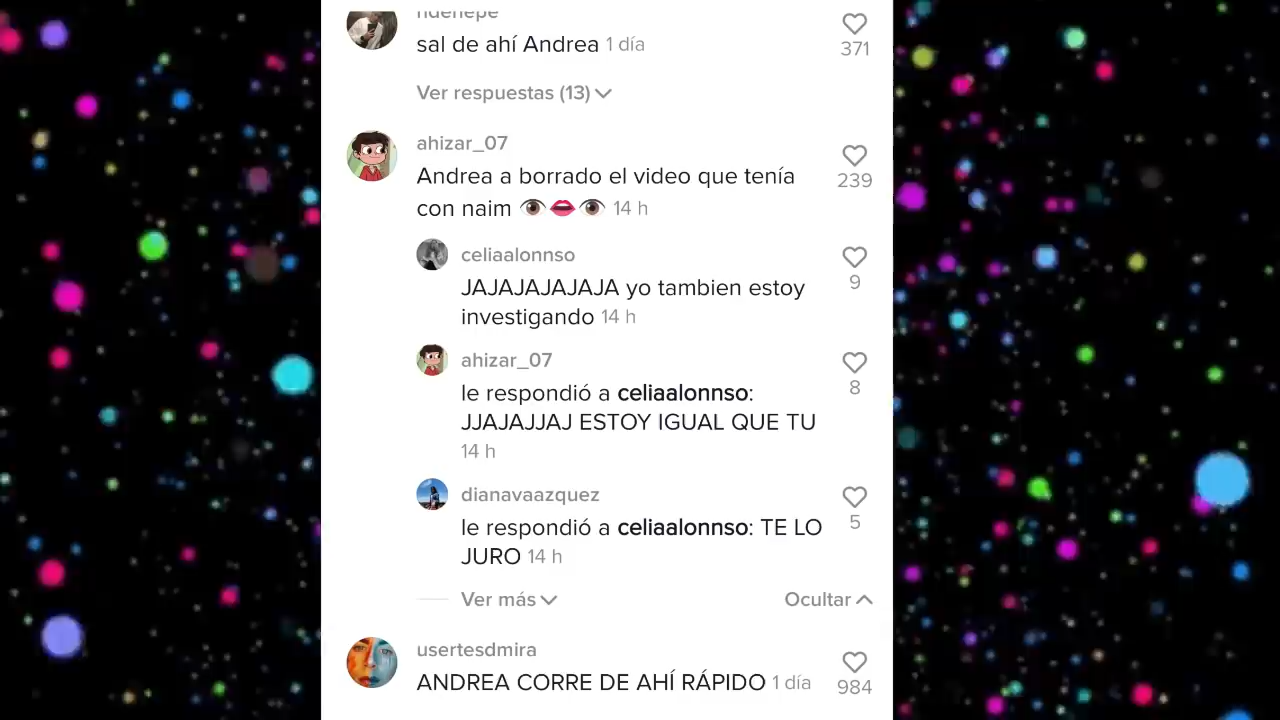 sal de ahí Andrea 1 día
371
Ver respuestas (13)
ahizar_07
Andrea a borrado el video que tenía
con naim 👁👄👁 14 h
239
celiaalonnso
JAJAJAJAJAJA yo tambien estoy
investigando 14 h
9
ahizar_07
le respondió a celiaalonnso:
JJAJAJJAJ ESTOY IGUAL QUE TU
14 h
8
dianavaazquez
le respondió a celiaalonnso: TE LO
JURO 14 h
5
Ver más Ocultar
usertesdmira
ANDREA CORRE DE AHÍ RÁPIDO 1 día
984